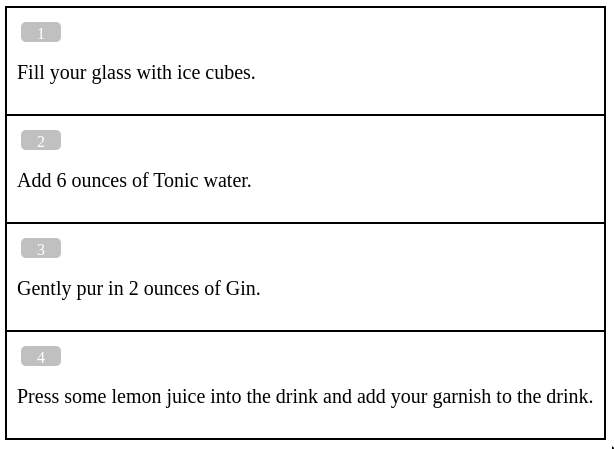 1
Fill your glass with ice cubes.
2
Add 6 ounces of Tonic water.
3
Gently pur in 2 ounces of Gin.
4
Press some lemon juice into the drink and add your garnish to the drink.